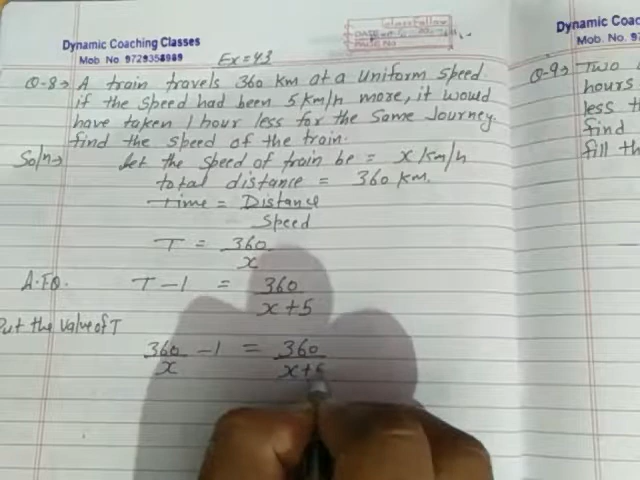 Dynamic Coaching Classes
Mob. No. 9729358989
Ex = 4.3
Q-8⇒ A train travels 360 km at a uniform speed.
if the speed had been 5km/h more, it would
have taken 1 hour less for the same Journey.
find the speed of the train.
Soln⇒ let the speed of train be = x km/h
total distance = 360 km.
Time = Distance
Speed
T = 360
x
A.T.Q. T - 1 = 360
x+5
Put the value of T
360 - 1 = 360
x x+5
Dynamic
Mob. No. 97
Q-9⇒ Two
hours
less t
find
fill th